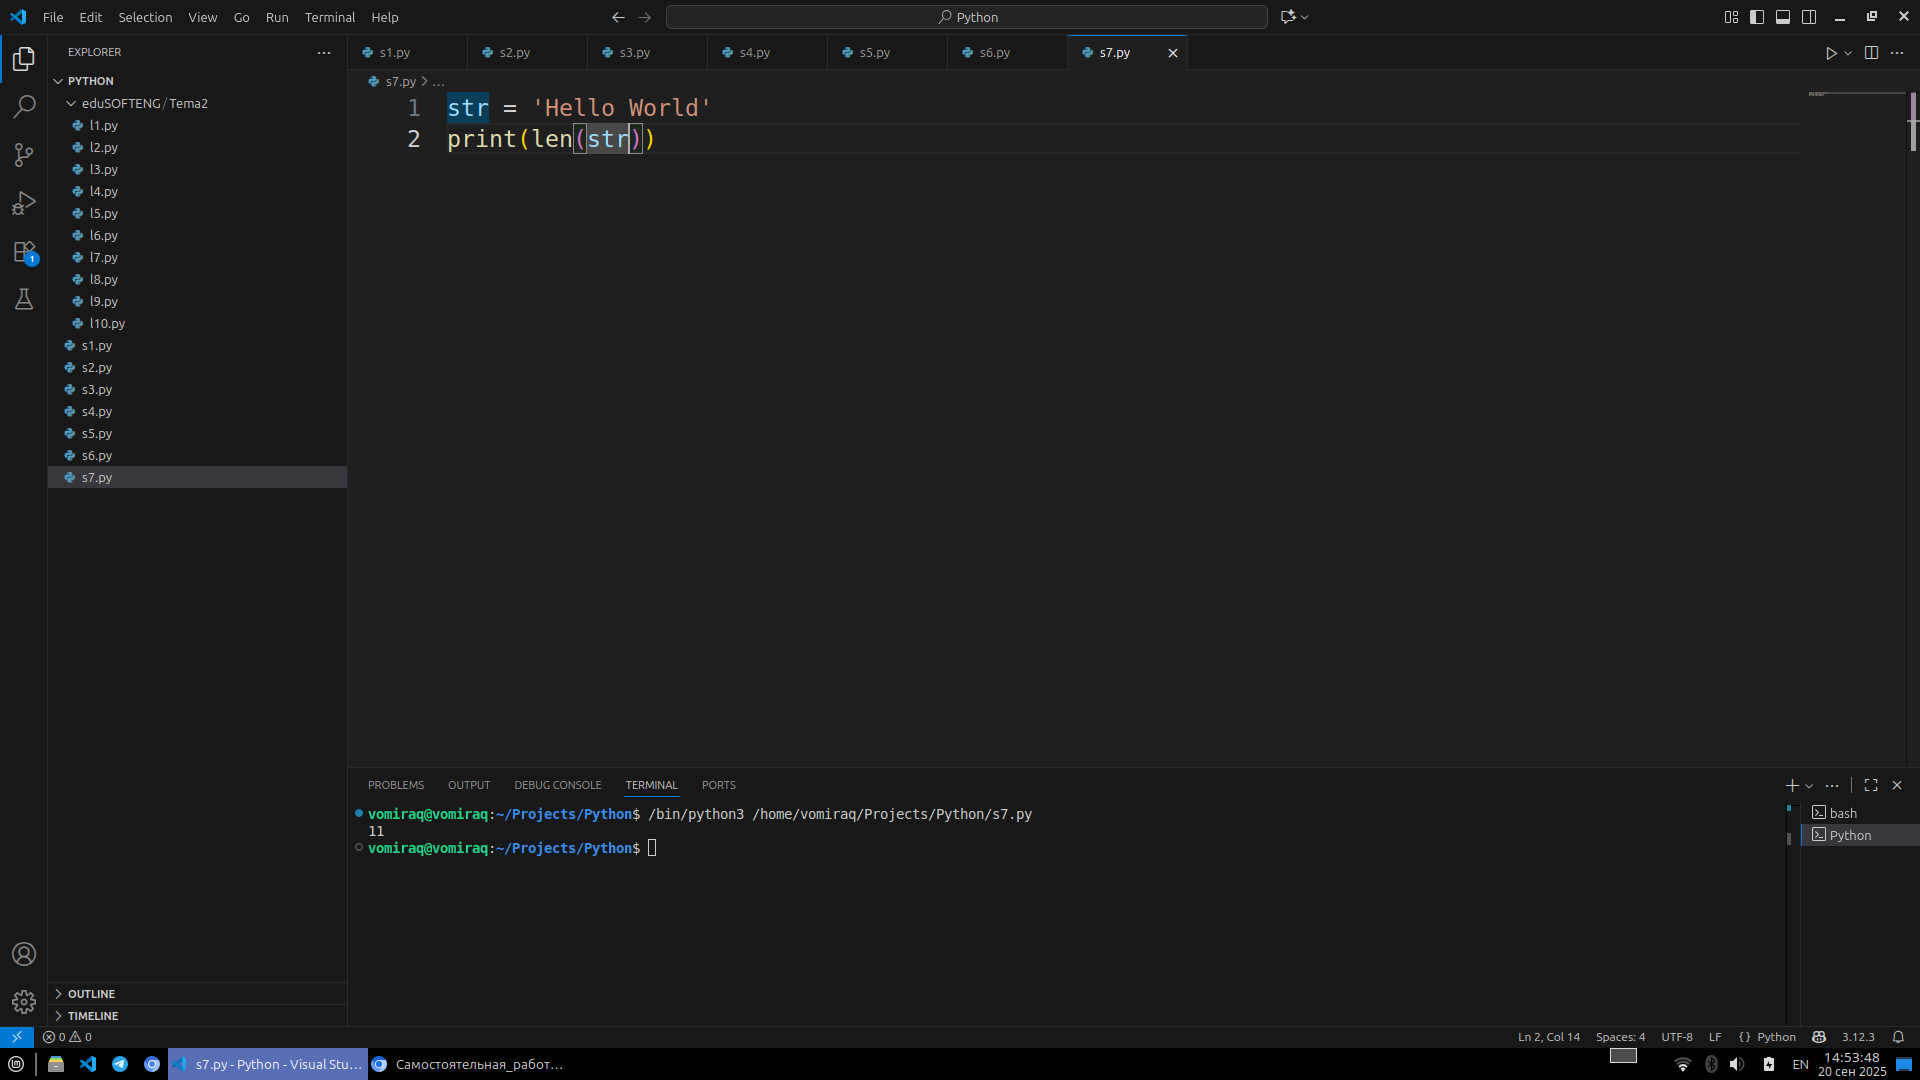 File Edit Selection View Go Run Terminal Help
Python
EXPLORER
PYTHON
eduSOFTENG / Tema2
l1.py
l2.py
l3.py
l4.py
l5.py
l6.py
l7.py
l8.py
l9.py
l10.py
s1.py
s2.py
s3.py
s4.py
s5.py
s6.py
s7.py
OUTLINE
TIMELINE
1
s1.py s2.py s3.py s4.py s5.py s6.py s7.py
s7.py > ...
1 str = 'Hello World'
2 print(len(str))
PROBLEMS OUTPUT DEBUG CONSOLE TERMINAL PORTS
vomiraq@vomiraq:~/Projects/Python$ /bin/python3 /home/vomiraq/Projects/Python/s7.py
11
vomiraq@vomiraq:~/Projects/Python$
bash
Python
0 0 Ln 2, Col 14 Spaces: 4 UTF-8 LF {} Python 3.12.3
s7.py - Python - Visual Stu... Самостоятельная_работ... EN 14:53:48
20 сен 2025